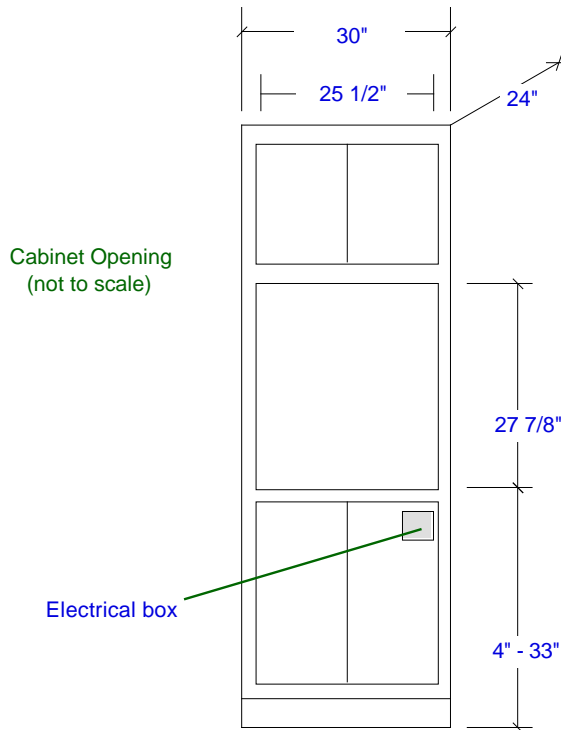 30"
25 1/2"
24"
Cabinet Opening
(not to scale)
27 7/8"
Electrical box
4" - 33"